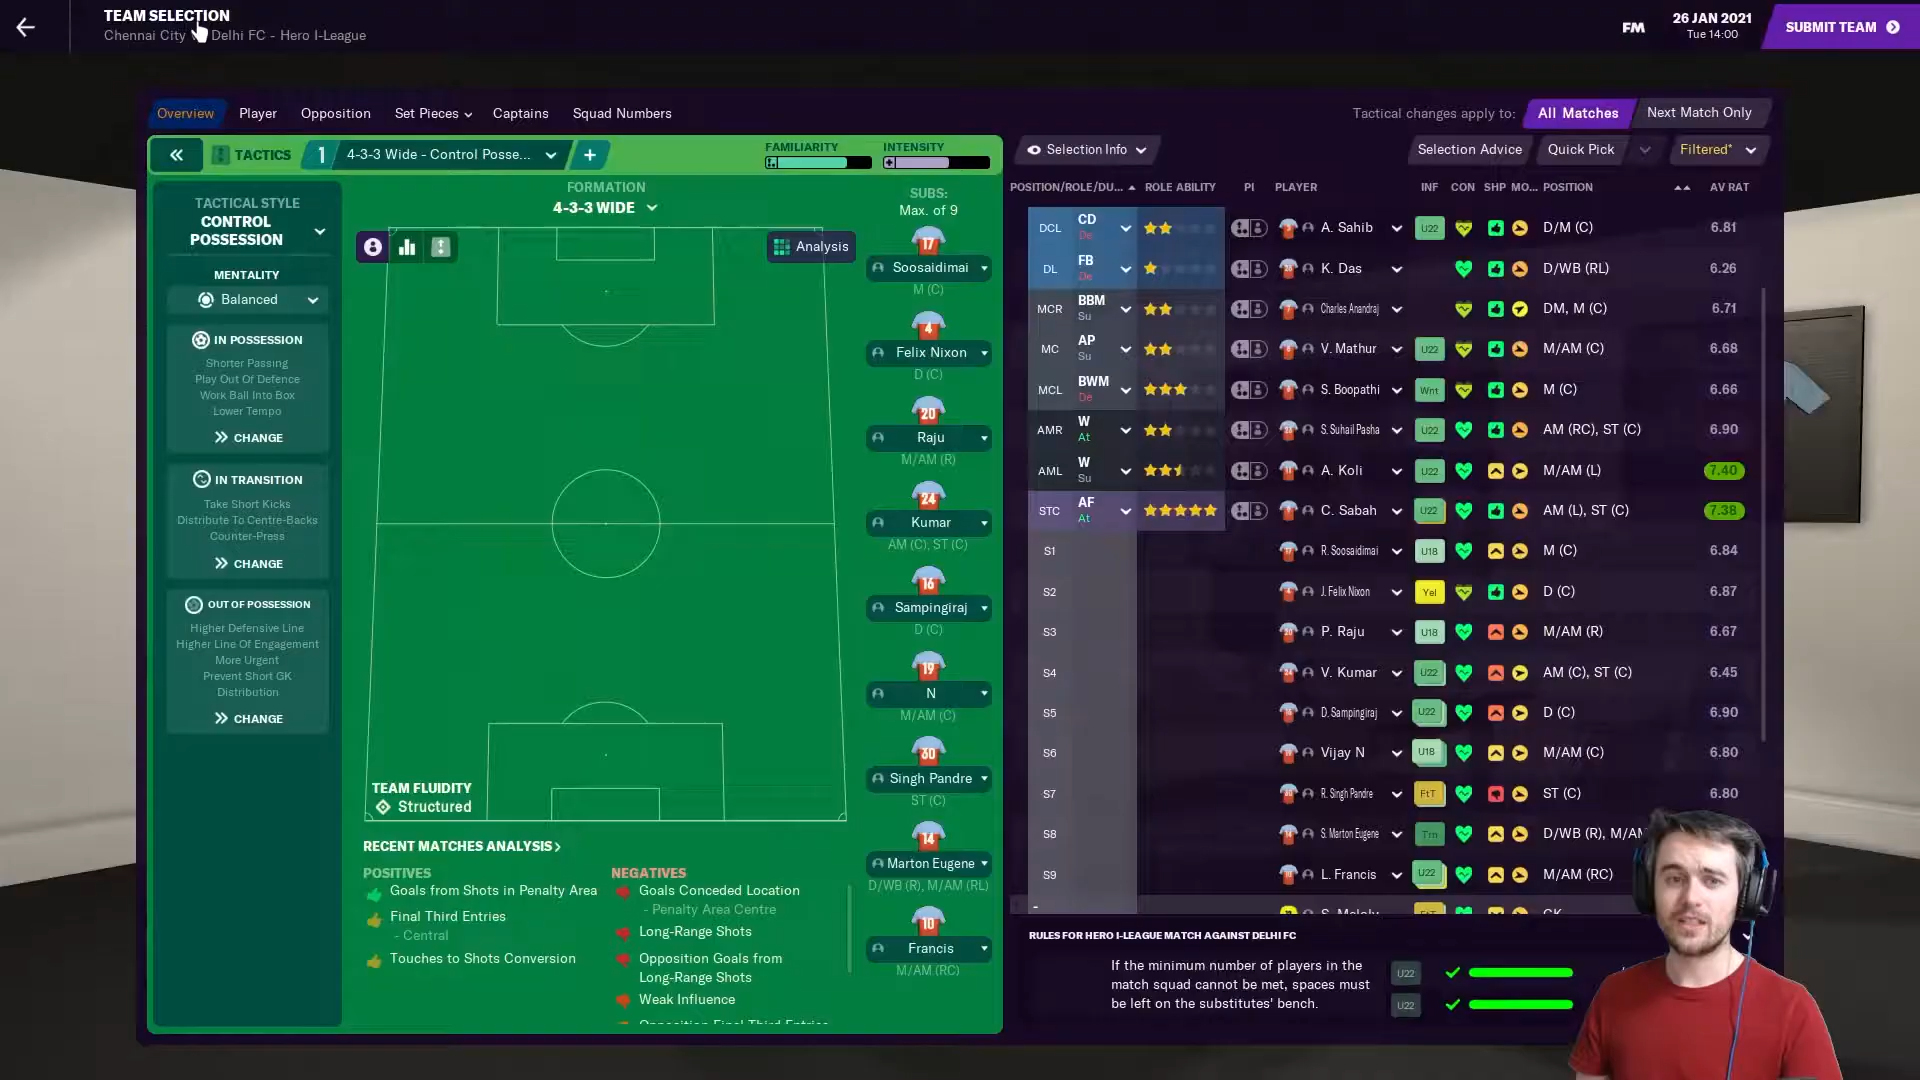 TEAM SELECTION
Chennai City v Delhi FC - Hero I-League
FM
26 JAN 2021
Tue 14:00
SUBMIT TEAM
Overview
Player
Opposition
Set Pieces
Captains
Squad Numbers
Tactical changes apply to:
All Matches
Next Match Only
TACTICS
1
4-3-3 Wide - Control Posse...
FAMILIARITY
INTENSITY
Selection Info
Selection Advice
Quick Pick
Filtered*
TACTICAL STYLE
CONTROL
POSSESSION
MENTALITY
Balanced
IN POSSESSION
Shorter Passing
Play Out Of Defence
Work Ball Into Box
Lower Tempo
CHANGE
IN TRANSITION
Take Short Kicks
Distribute To Centre-Backs
Counter-Press
CHANGE
OUT OF POSSESSION
Higher Defensive Line
Higher Line Of Engagement
More Urgent
Prevent Short GK
Distribution
CHANGE
FORMATION
4-3-3 WIDE
Analysis
TEAM FLUIDITY
Structured
SUBS:
Max. of 9
17
Soosaidimai
M (C)
4
Felix Nixon
D (C)
20
Raju
M/AM (R)
24
Kumar
AM (C), ST (C)
16
Sampingiraj
D (C)
19
N
M/AM (C)
30
Singh Pandre
ST (C)
14
Marton Eugene
D/WB (R), M/AM (RL)
10
Francis
M/AM (RC)
RECENT MATCHES ANALYSIS
POSITIVES
Goals from Shots in Penalty Area
Final Third Entries
- Central
Touches to Shots Conversion
NEGATIVES
Goals Conceded Location
- Penalty Area Centre
Long-Range Shots
Opposition Goals from
Long-Range Shots
Weak Influence
Opposition Final Third Entries
POSITION/ROLE/DU... ROLE ABILITY PI PLAYER INF CON SHP MO... POSITION AV RAT
DCL CD De A. Sahib U22 D/M (C) 6.81
DL FB De K. Das D/WB (RL) 6.26
MCR BBM Su Charles Anandraj DM, M (C) 6.71
MC AP Su V. Mathur U22 M/AM (C) 6.68
MCL BWM De S. Boopathi Wnt M (C) 6.66
AMR W At S. Suhail Pasha U22 AM (RC), ST (C) 6.90
AML W Su A. Koli U22 M/AM (L) 7.40
STC AF At C. Sabah U22 AM (L), ST (C) 7.38
S1 R. Soosaidimai U18 M (C) 6.84
S2 J. Felix Nixon Yel D (C) 6.87
S3 P. Raju U18 M/AM (R) 6.67
S4 V. Kumar U22 AM (C), ST (C) 6.45
S5 D. Sampingiraj U22 D (C) 6.90
S6 Vijay N U18 M/AM (C) 6.80
S7 R. Singh Pandre FtT ST (C) 6.80
S8 S. Marton Eugene Trn D/WB (R), M/AM
S9 L. Francis U22 M/AM (RC)
-
RULES FOR HERO I-LEAGUE MATCH AGAINST DELHI FC
If the minimum number of players in the
match squad cannot be met, spaces must
be left on the substitutes' bench.
U22
U22